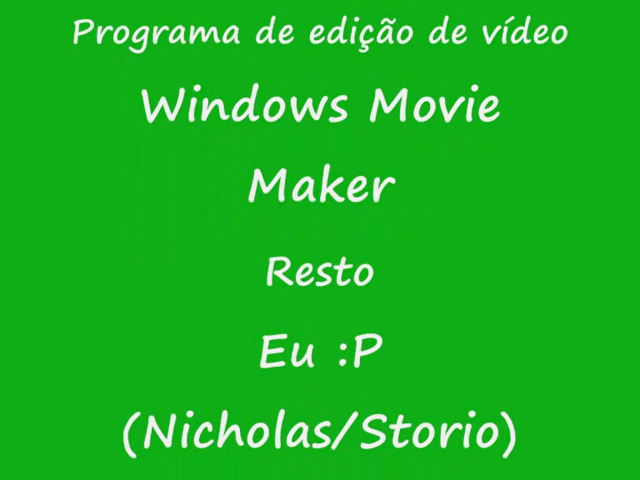 Programa de edição de vídeo
Windows Movie
Maker
Resto
Eu :P
(Nicholas/Storio)